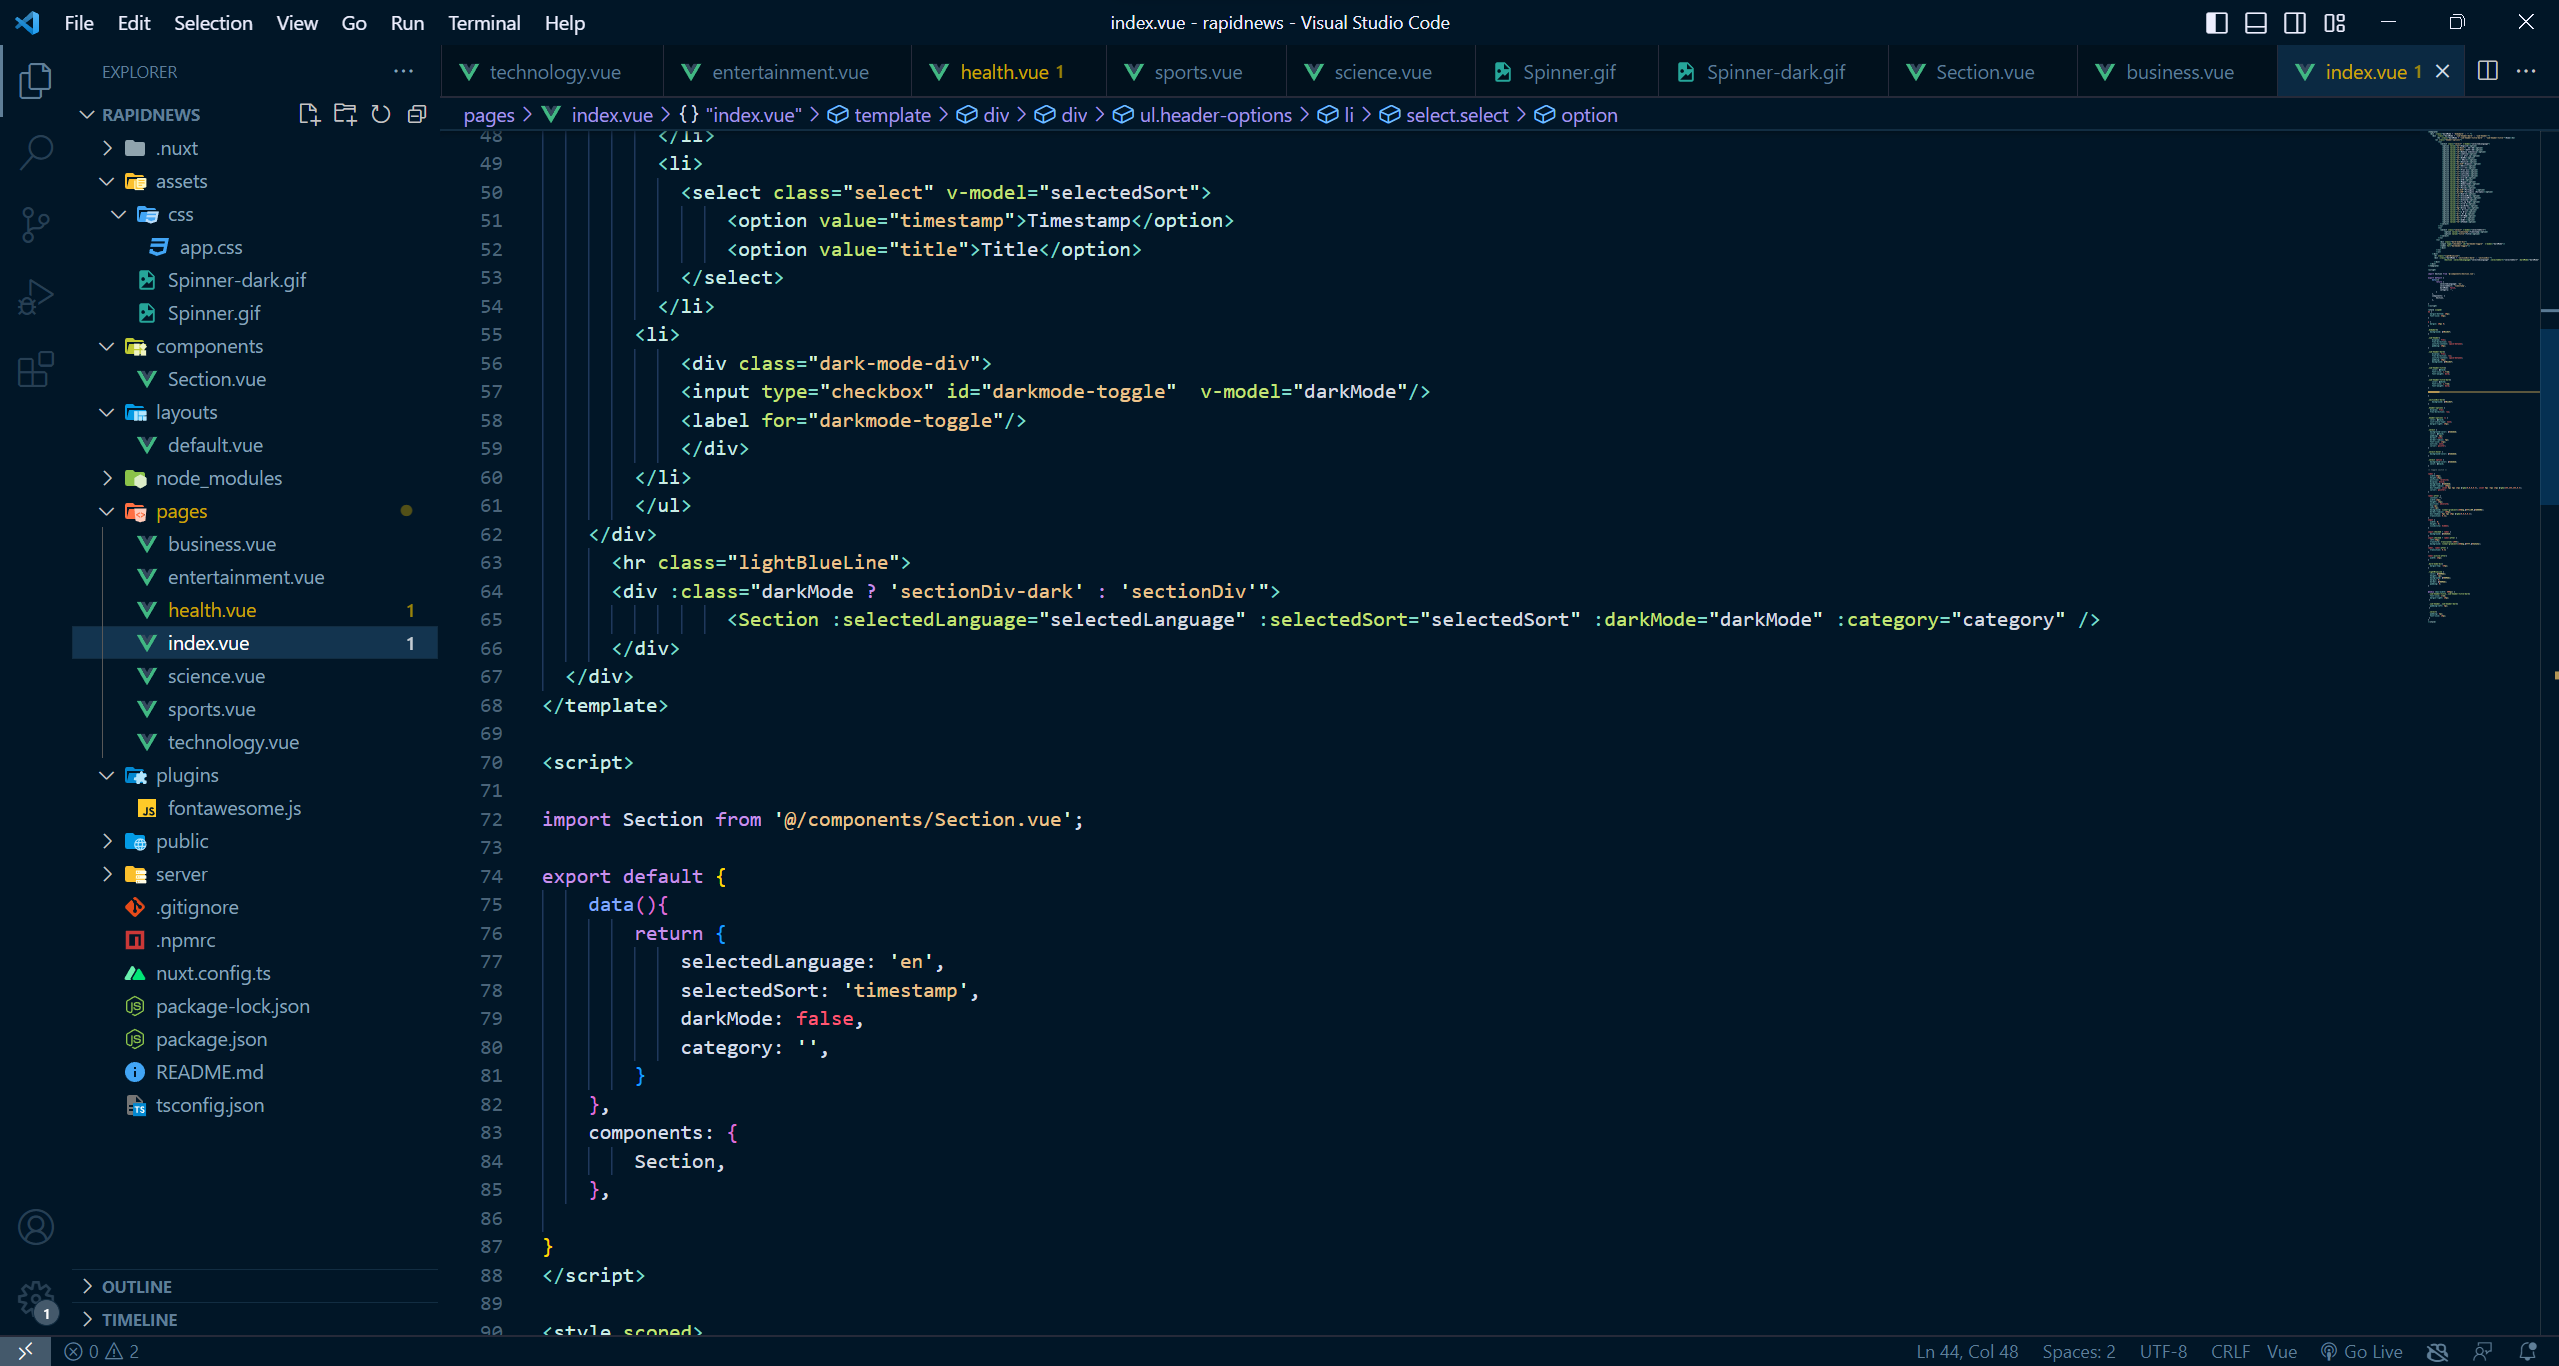 File Edit Selection View Go Run Terminal Help
index.vue - rapidnews - Visual Studio Code
EXPLORER
RAPIDNEWS
.nuxt
assets
css
app.css
Spinner-dark.gif
Spinner.gif
components
Section.vue
layouts
default.vue
node_modules
pages
business.vue
entertainment.vue
health.vue 1
index.vue 1
science.vue
sports.vue
technology.vue
plugins
fontawesome.js
public
server
.gitignore
.npmrc
nuxt.config.ts
package-lock.json
package.json
README.md
tsconfig.json
OUTLINE
TIMELINE
1
technology.vue entertainment.vue health.vue 1 sports.vue science.vue Spinner.gif Spinner-dark.gif Section.vue business.vue index.vue 1
pages > index.vue > {} "index.vue" > template > div > div > ul.header-options > li > select.select > option
48 </li>
49 <li>
50 <select class="select" v-model="selectedSort">
51 <option value="timestamp">Timestamp</option>
52 <option value="title">Title</option>
53 </select>
54 </li>
55 <li>
56 <div class="dark-mode-div">
57 <input type="checkbox" id="darkmode-toggle"  v-model="darkMode"/>
58 <label for="darkmode-toggle"/>
59 </div>
60 </li>
61 </ul>
62 </div>
63 <hr class="lightBlueLine">
64 <div :class="darkMode ? 'sectionDiv-dark' : 'sectionDiv'">
65 <Section :selectedLanguage="selectedLanguage" :selectedSort="selectedSort" :darkMode="darkMode" :category="category" />
66 </div>
67 </div>
68 </template>
69
70 <script>
71
72 import Section from '@/components/Section.vue';
73
74 export default {
75 data(){
76 return {
77 selectedLanguage: 'en',
78 selectedSort: 'timestamp',
79 darkMode: false,
80 category: '',
81 }
82 },
83 components: {
84 Section,
85 },
86
87 }
88 </script>
89
90 <style scoped>
0 2
Ln 44, Col 48 Spaces: 2 UTF-8 CRLF Vue Go Live